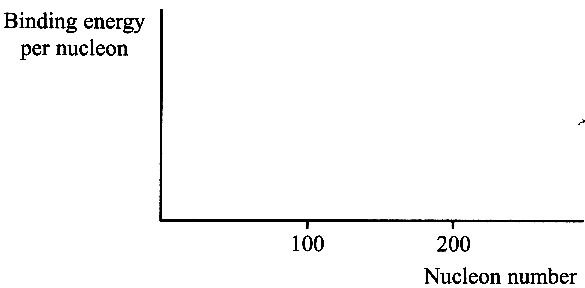 Binding energy
per nucleon
100
200
Nucleon number